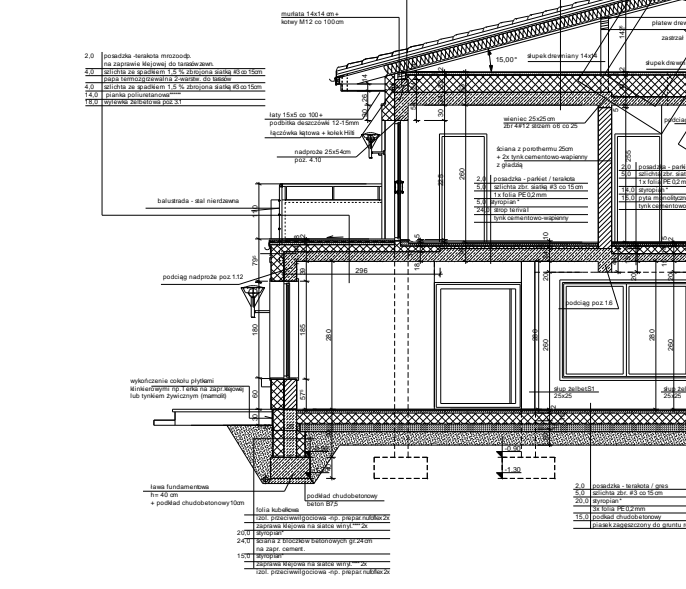 murłata 14x14 cm +
kotwy M12 co 100cm
płatew drew
zastrzał
słupek drewniany 14x14
słupek drewn
15,00°
2,0 posadzka -terakota mrozoodp.
na zaprawie klejowej do tarasów zewn.
4,0 szlichta ze spadkiem 1,5 % zbrojona siatką #3 co 15cm
papa termozgrzewalna 2-warstw. do tarasów
4,0 szlichta ze spadkiem 1,5 % zbrojona siatką #3 co 15cm
14,0 pianka poliuretanowa
18,0 wylewka żelbetowa poz. 3.1
łaty 15x5 co 100+
podbitka deszczówki 12-15mm
łączówka kątowa + kołek Hilti
nadproże 25x54cm
poz. 4.10
wieniec 25x25cm
zbr 4#12 strzem ø6 co 25
ściana z porothermu 25cm
+ 2x tynk cementowo-wapienny
z gładzią
2,0 posadzka - parkiet / terakota
5,0 szlichta zbr. siatką #3 co 15cm
1x folia PE 0,2mm
5,0 styropian*
24,0 strop teriva I
tynk cementowo-wapienny
2,0 posadzka - park
5,0 szlichta zbr. siat
1x folia PE 0,2 m
14,0 styropian*
15,0 płyta monolityczn
tynk cementowo
balustrada - stal nierdzewna
podciąg nadproże poz. 1.12
296
podciąg poz. 1.6
180
185
280
260
260
wykończenie cokołu płytkami
klinkierowymi np. f erka na zapr. klejowej
lub tynkiem żywicznym (marmolit)
słup żelbet S1
25x25
słup żelbet
25x25
-0,90
-1,30
ława fundamentowa
h= 40 cm
+ podkład chudobetonowy 10cm
podkład chudobetonowy
beton B7,5
folia kubełkowa
izol. przeciwwilgociowa -np. prepar. nufoflex 2x
zaprawa klejowa na siatce winyl. 2x
20,0 styropian*
24,0 ściana z bloczków betonowych gr. 24cm
na zapr. cement.
15,0 styropian*
zaprawa klejowa na siatce winyl. 2x
izol. przeciwwilgociowa -np. prepar. nufoflex 2x
2,0 posadzka - terakota / gres
5,0 szlichta zbr. #3 co 15cm
20,0 styropian*
3x folia PE 0,2mm
15,0 podkład chudobetonowy
piasek zagęszczony do gruntu r